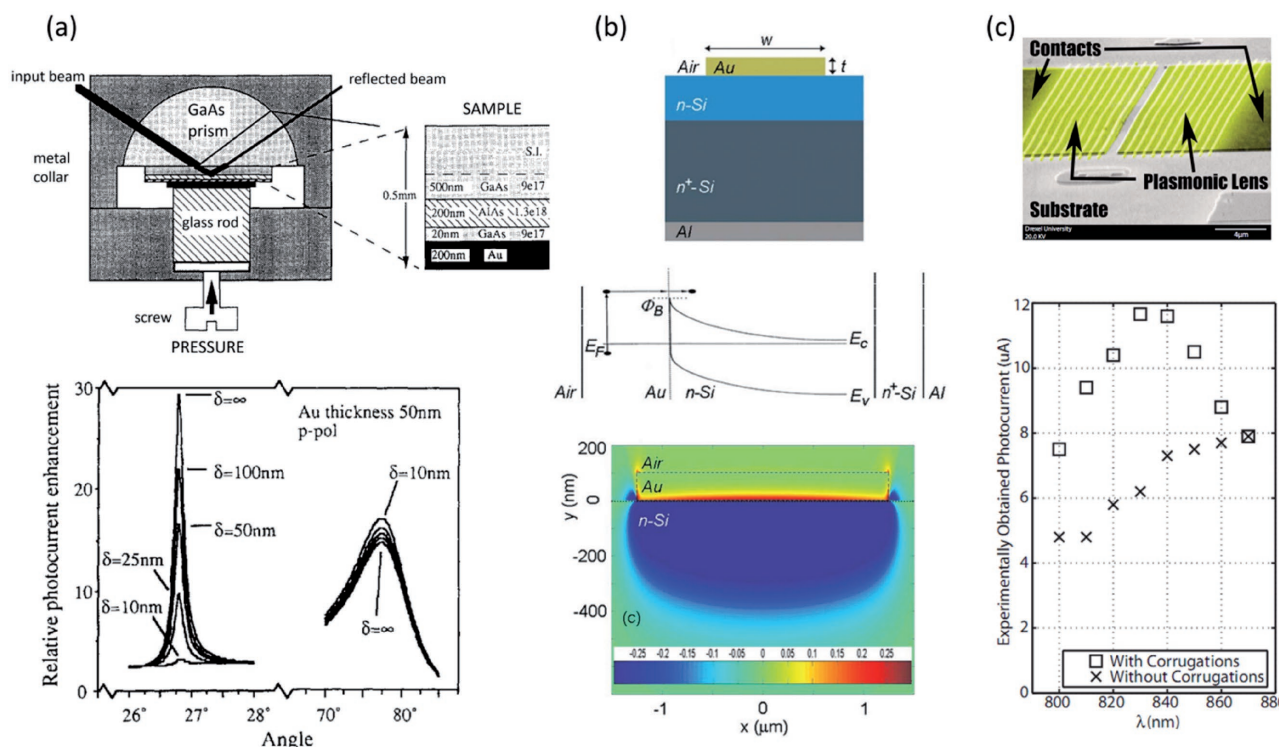 (a)
input beam
reflected beam
GaAs
prism
metal
collar
glass rod
screw
PRESSURE
SAMPLE
S.I.
0.5mm
500nm GaAs 9e17
200nm AlAs 1.3e18
20nm GaAs 9e17
200nm Au
Relative photocurrent enhancement
30
25
20
15
10
5
0
δ=∞
δ=100nm
δ=50nm
δ=25nm
δ=10nm
Au thickness 50nm
p-pol
δ=10nm
δ=∞
26° 27° 28° 70° 80°
Angle
(b)
w
Air Au t
n-Si
n⁺-Si
Al
Φ_B
E_F
E_c
E_v
Air Au n-Si n⁺-Si Al
y (nm)
200
0
-200
-400
Air
Au
n-Si
(c)
-0.25 -0.2 -0.15 -0.1 -0.05 0 0.05 0.1 0.15 0.2 0.25
-1 0 1
x (μm)
(c)
Contacts
Plasmonic Lens
Substrate
Drexel University
20.0 KV
4μm
Experimentally Obtained Photocurrent (uA)
12
10
8
6
4
2
0
With Corrugations
Without Corrugations
800 820 840 860 880
λ(nm)